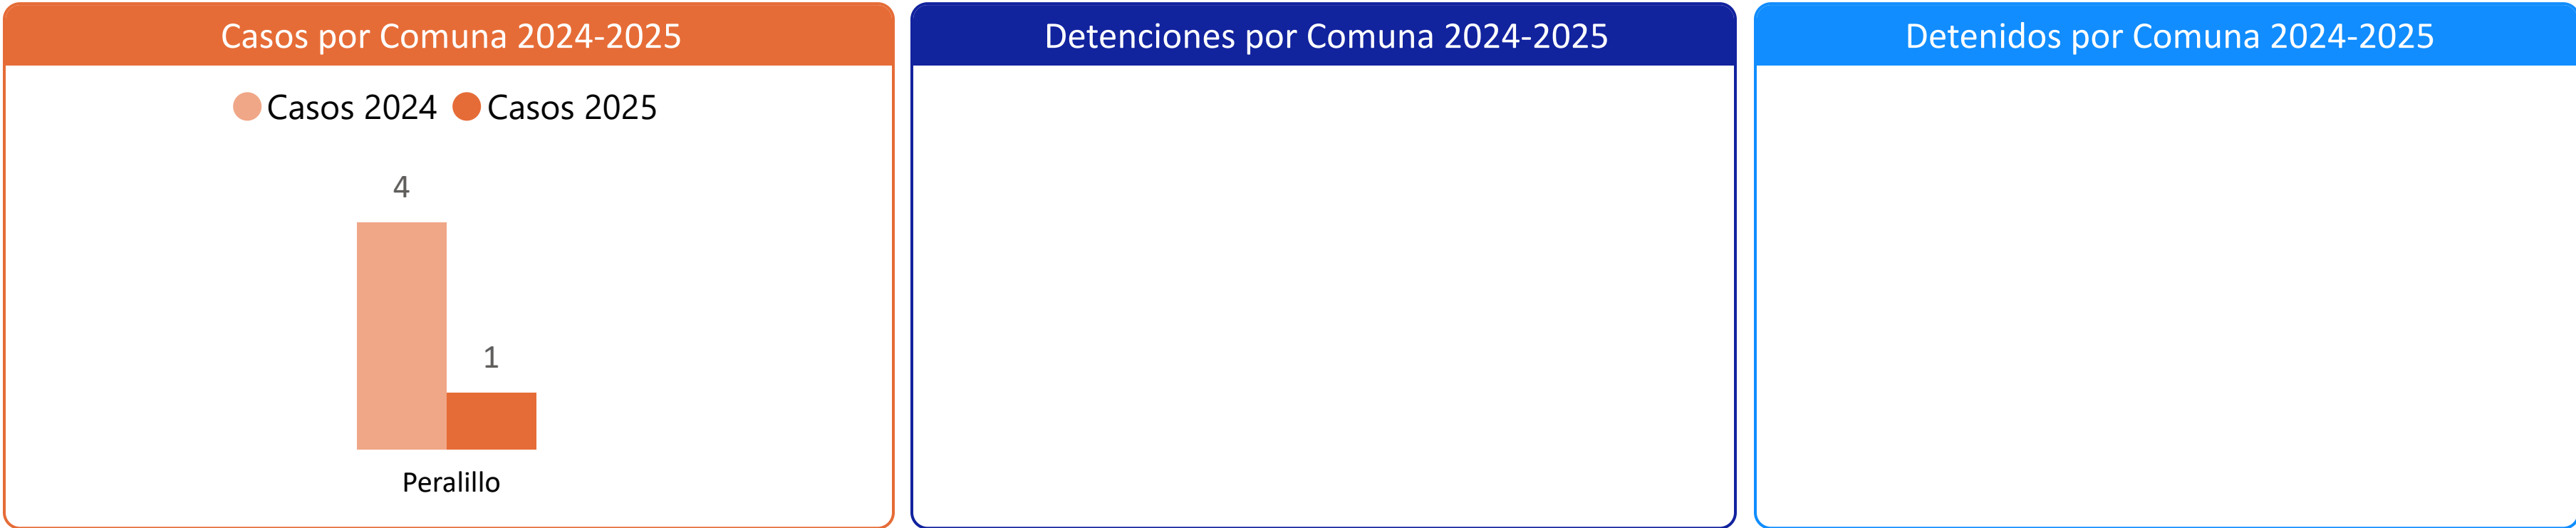 Casos por Comuna 2024-2025
Casos 2024 Casos 2025
4
1
Peralillo
Detenciones por Comuna 2024-2025
Detenidos por Comuna 2024-2025